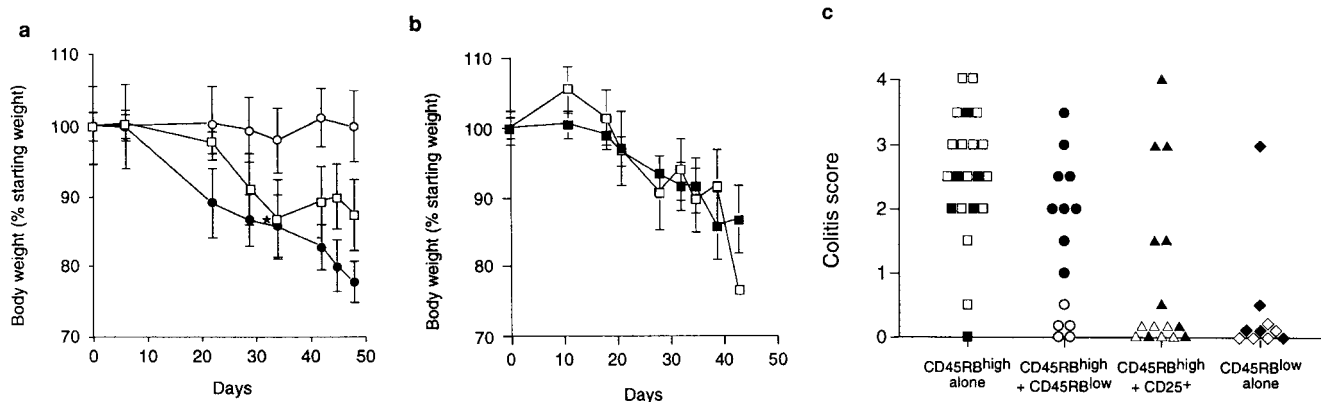 a
Body weight (% starting weight)
110
100
90
80
70
0 10 20 30 40 50
Days
b
Body weight (% starting weight)
110
100
90
80
70
0 10 20 30 40 50
Days
c
Colitis score
4
3
2
1
0
CD45RBhigh alone
CD45RBhigh + CD45RBlow
CD45RBhigh + CD25+
CD45RBlow alone